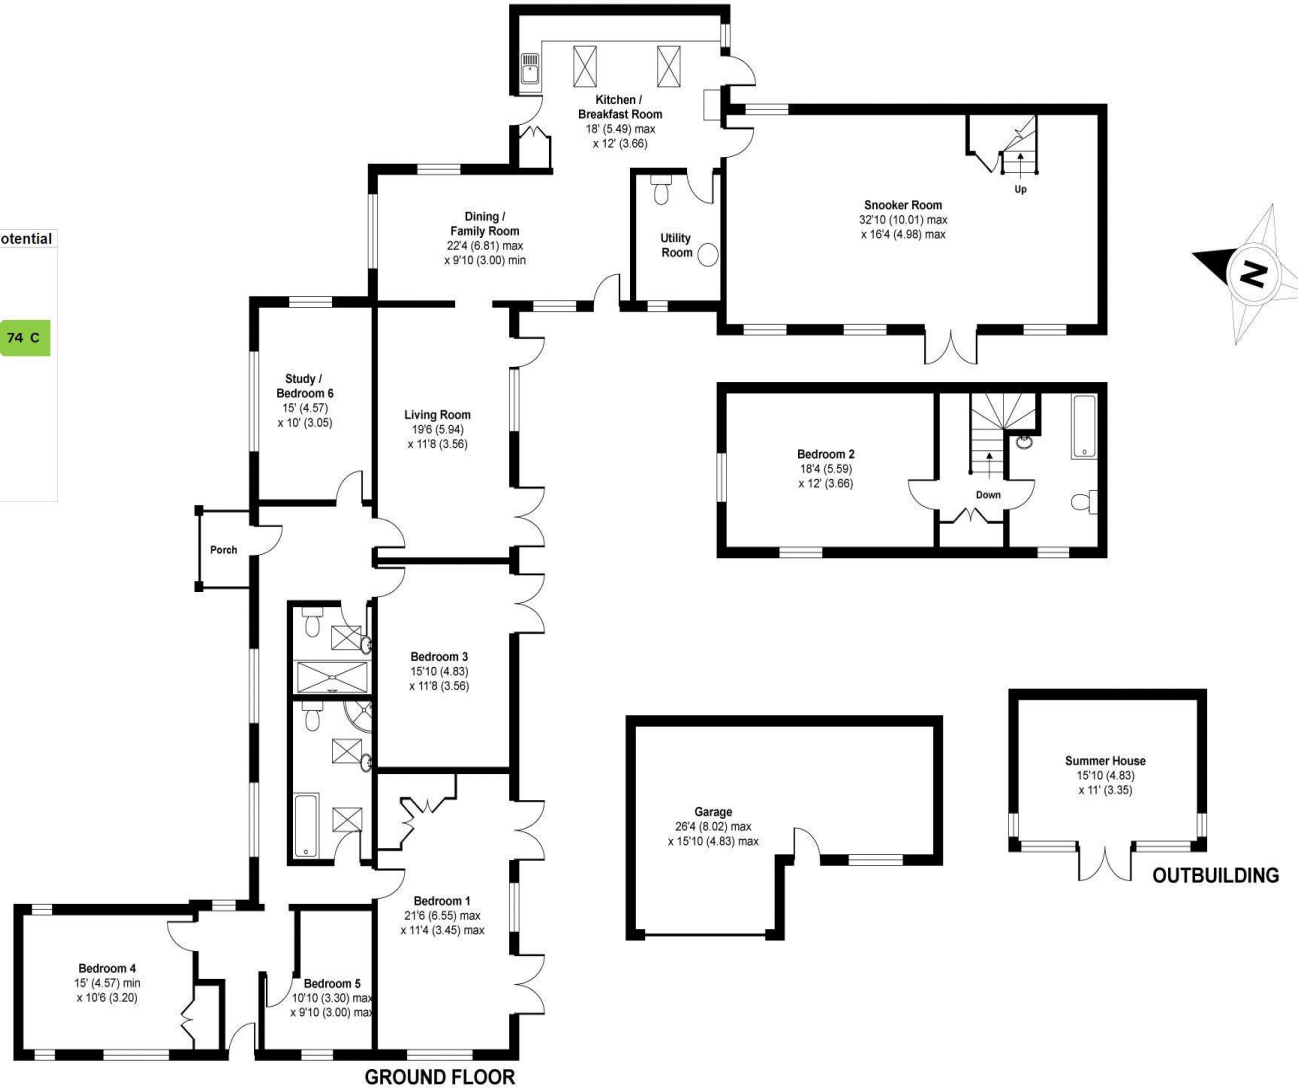 Kitchen /
Breakfast Room
18' (5.49) max
x 12' (3.66)
Up
Snooker Room
32'10 (10.01) max
x 16'4 (4.98) max
Dining /
Family Room
22'4 (6.81) max
x 9'10 (3.00) min
Utility
Room
otential
74 C
N
Study /
Bedroom 6
15' (4.57)
x 10' (3.05)
Living Room
19'6 (5.94)
x 11'8 (3.56)
Bedroom 2
18'4 (5.59)
x 12' (3.66)
Down
Porch
Bedroom 3
15'10 (4.83)
x 11'8 (3.56)
Garage
26'4 (8.02) max
x 15'10 (4.83) max
Summer House
15'10 (4.83)
x 11' (3.35)
OUTBUILDING
Bedroom 1
21'6 (6.55) max
x 11'4 (3.45) max
Bedroom 4
15' (4.57) min
x 10'6 (3.20)
Bedroom 5
10'10 (3.30) max
x 9'10 (3.00) max
GROUND FLOOR